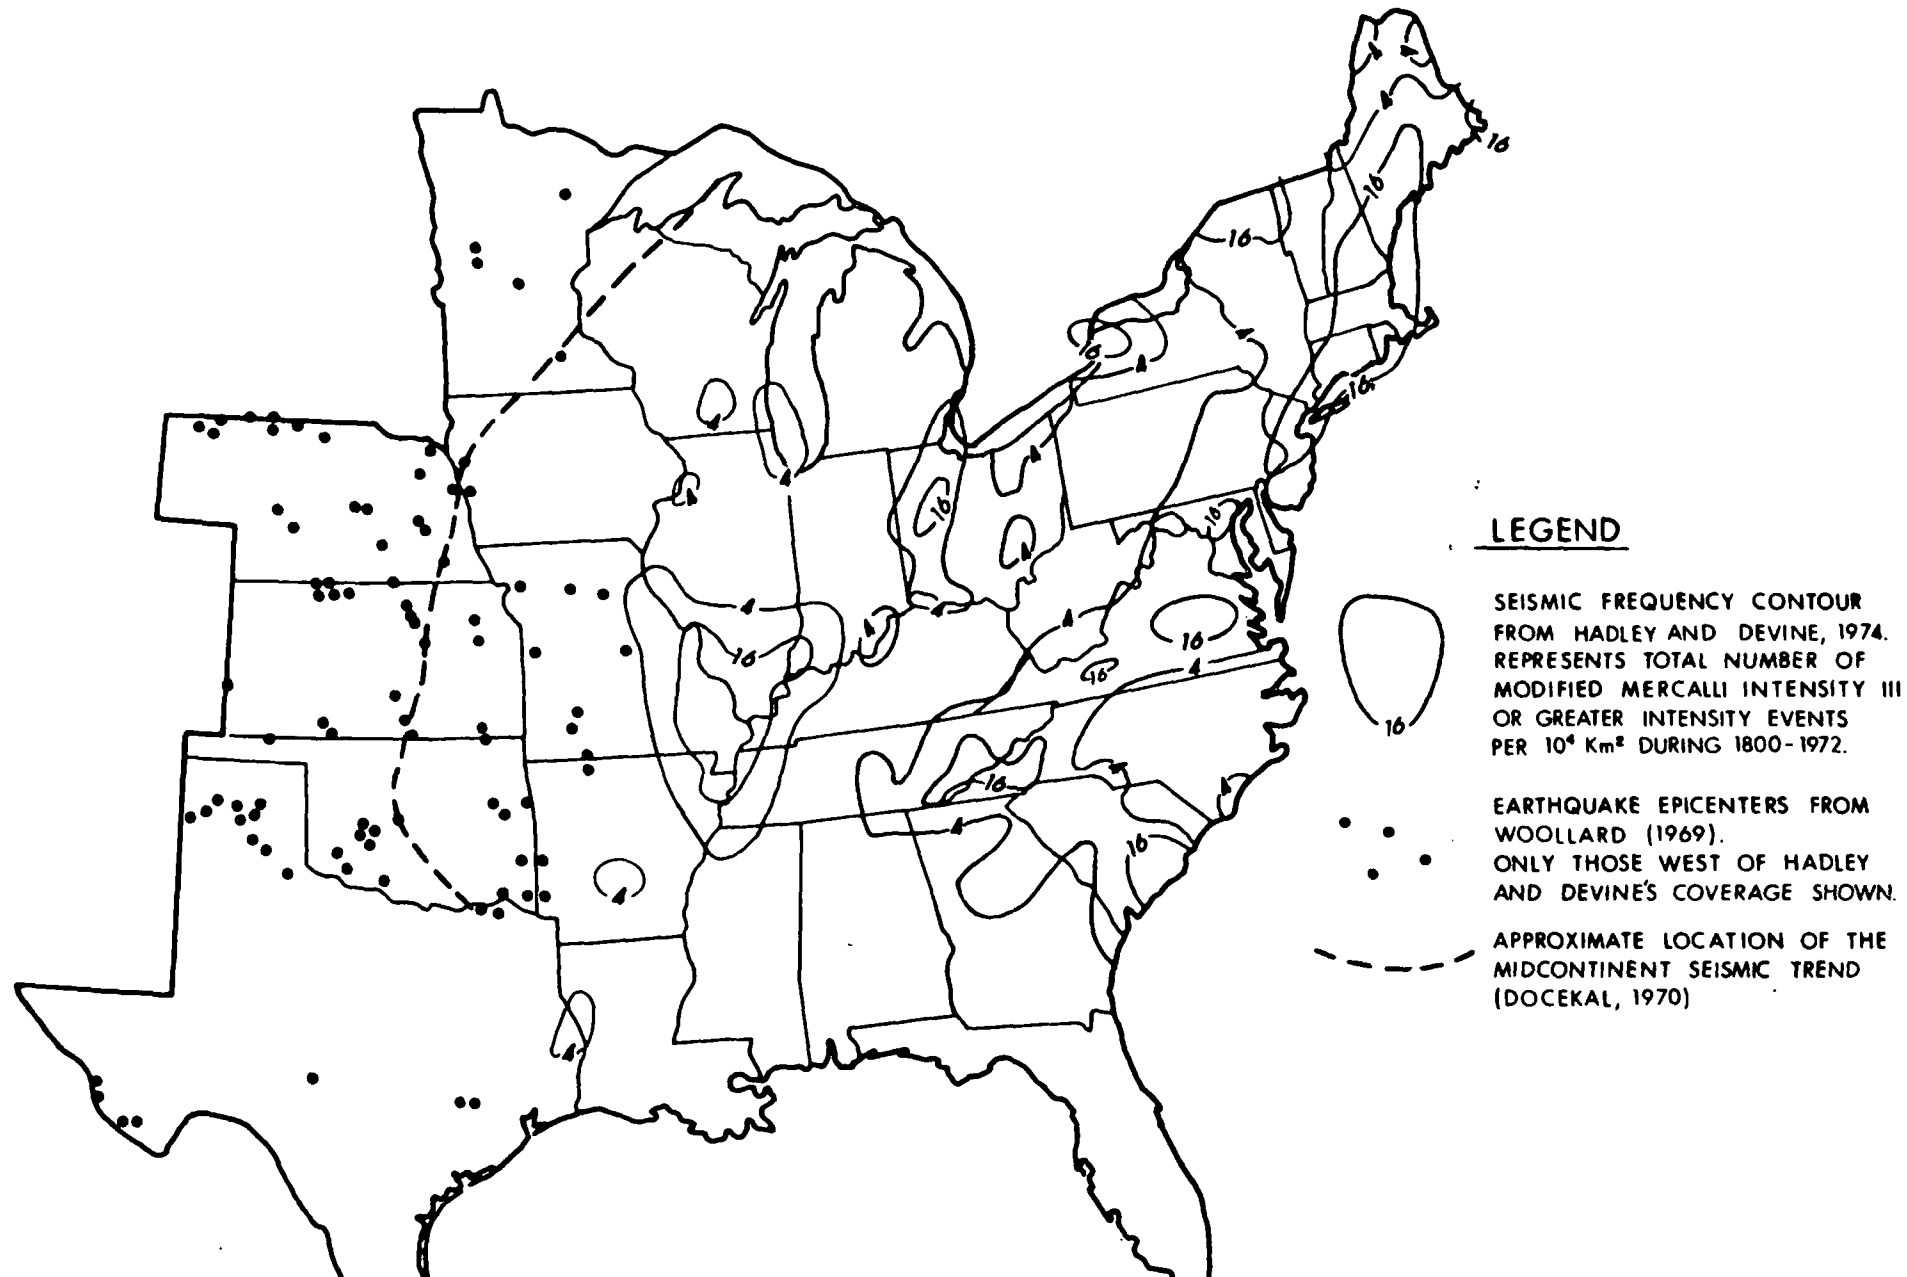 LEGEND
SEISMIC FREQUENCY CONTOUR
FROM HADLEY AND DEVINE, 1974.
REPRESENTS TOTAL NUMBER OF
MODIFIED MERCALLI INTENSITY III
OR GREATER INTENSITY EVENTS
PER 10⁴ Km² DURING 1800-1972.
16
EARTHQUAKE EPICENTERS FROM
WOOLLARD (1969).
ONLY THOSE WEST OF HADLEY
AND DEVINE'S COVERAGE SHOWN.
APPROXIMATE LOCATION OF THE
MIDCONTINENT SEISMIC TREND
(DOCEKAL, 1970)
4
4
4
16
16
16
4
16
4
16
4
4
4
4
16
16
4
4
4
16
4
4
16
16
4
16
4
4
4
16
4
4